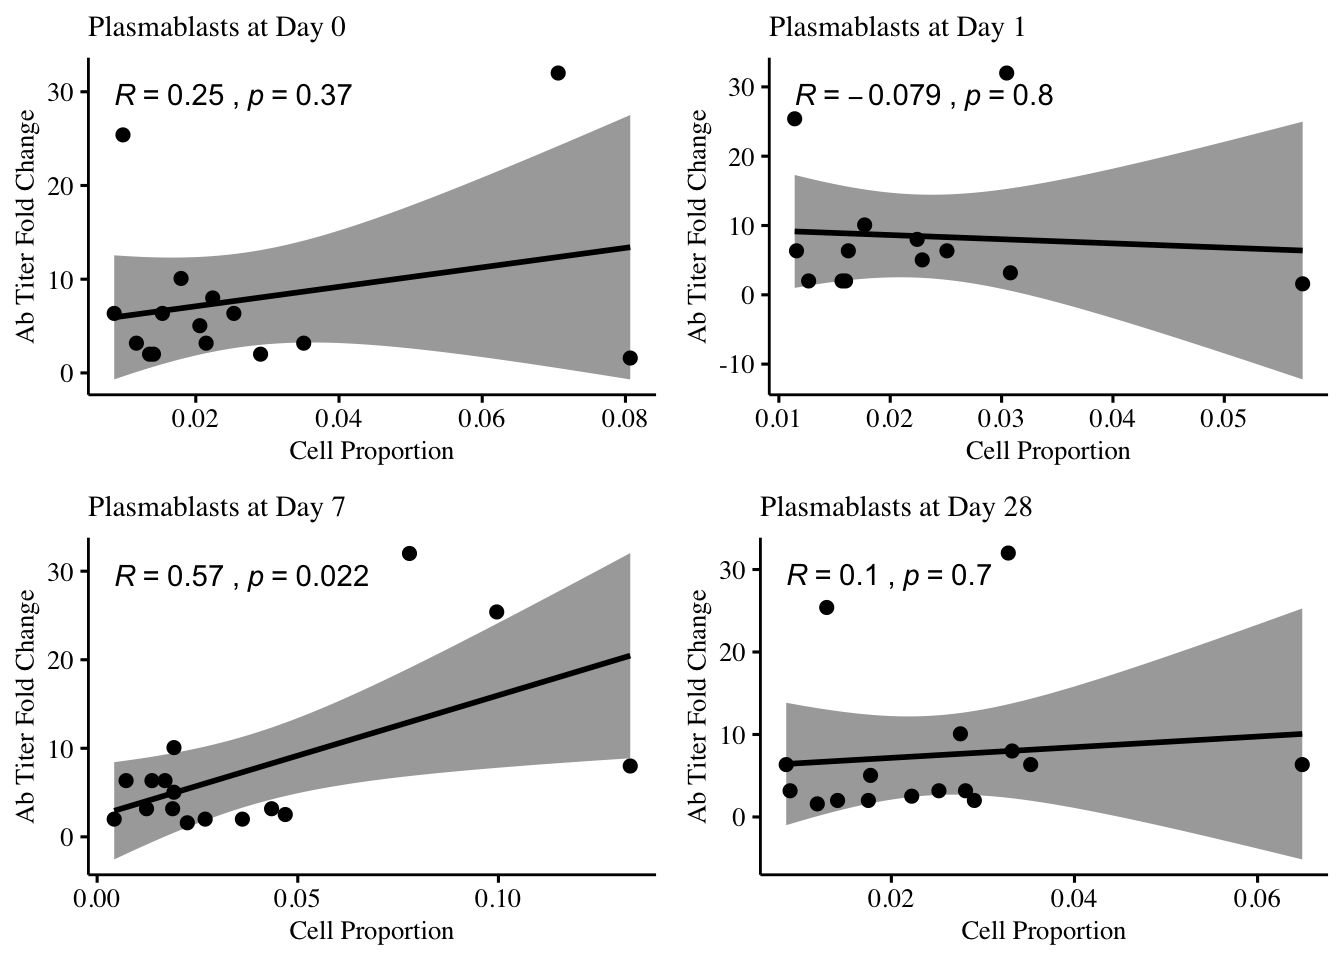 Plasmablasts at Day 0
R = 0.25 , p = 0.37
Ab Titer Fold Change
30
20
10
0
0.02 0.04 0.06 0.08
Cell Proportion
Plasmablasts at Day 1
R = −0.079 , p = 0.8
Ab Titer Fold Change
30
20
10
0
-10
0.01 0.02 0.03 0.04 0.05
Cell Proportion
Plasmablasts at Day 7
R = 0.57 , p = 0.022
Ab Titer Fold Change
30
20
10
0
0.00 0.05 0.10
Cell Proportion
Plasmablasts at Day 28
R = 0.1 , p = 0.7
Ab Titer Fold Change
30
20
10
0
0.02 0.04 0.06
Cell Proportion